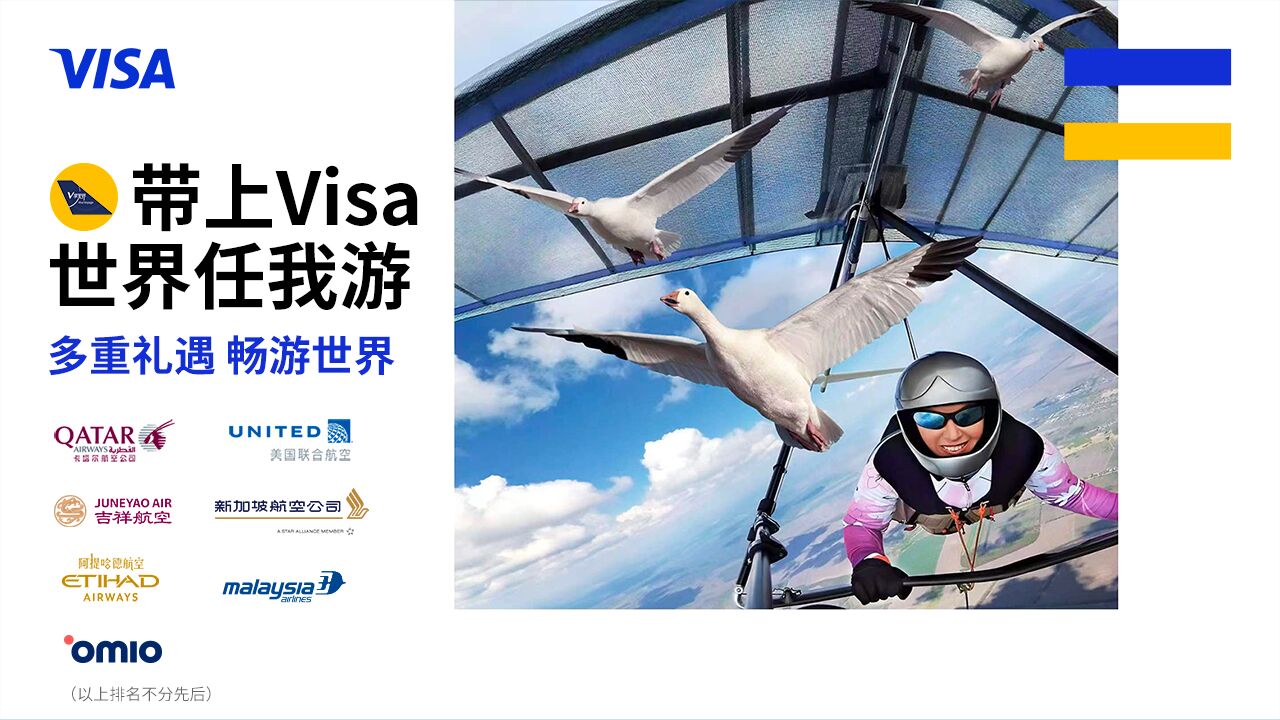 VISA
带上Visa
世界任我游
多重礼遇 畅游世界
QATAR
AIRWAYS القطرية
卡塔尔航空公司
UNITED
美国联合航空
JUNEYAO AIR
吉祥航空
新加坡航空公司
A STAR ALLIANCE MEMBER
阿提哈德航空
ETIHAD
AIRWAYS
malaysia
airlines
omio
（以上排名不分先后）